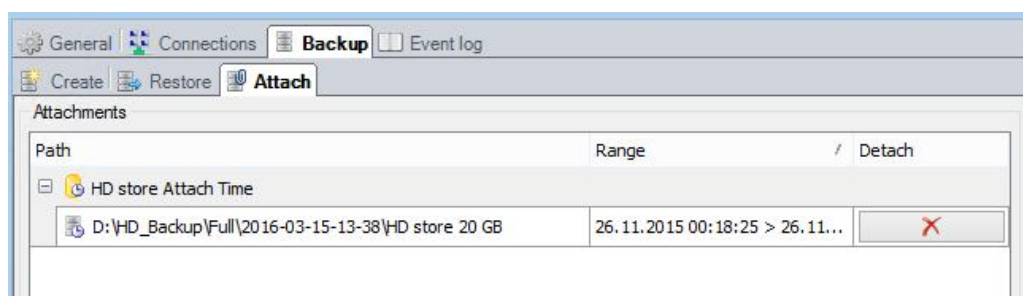 General Connections Backup Event log
Create Restore Attach
Attachments
Path Range / Detach
HD store Attach Time
D:\HD_Backup\Full\2016-03-15-13-38\HD store 20 GB 26.11.2015 00:18:25 > 26.11...